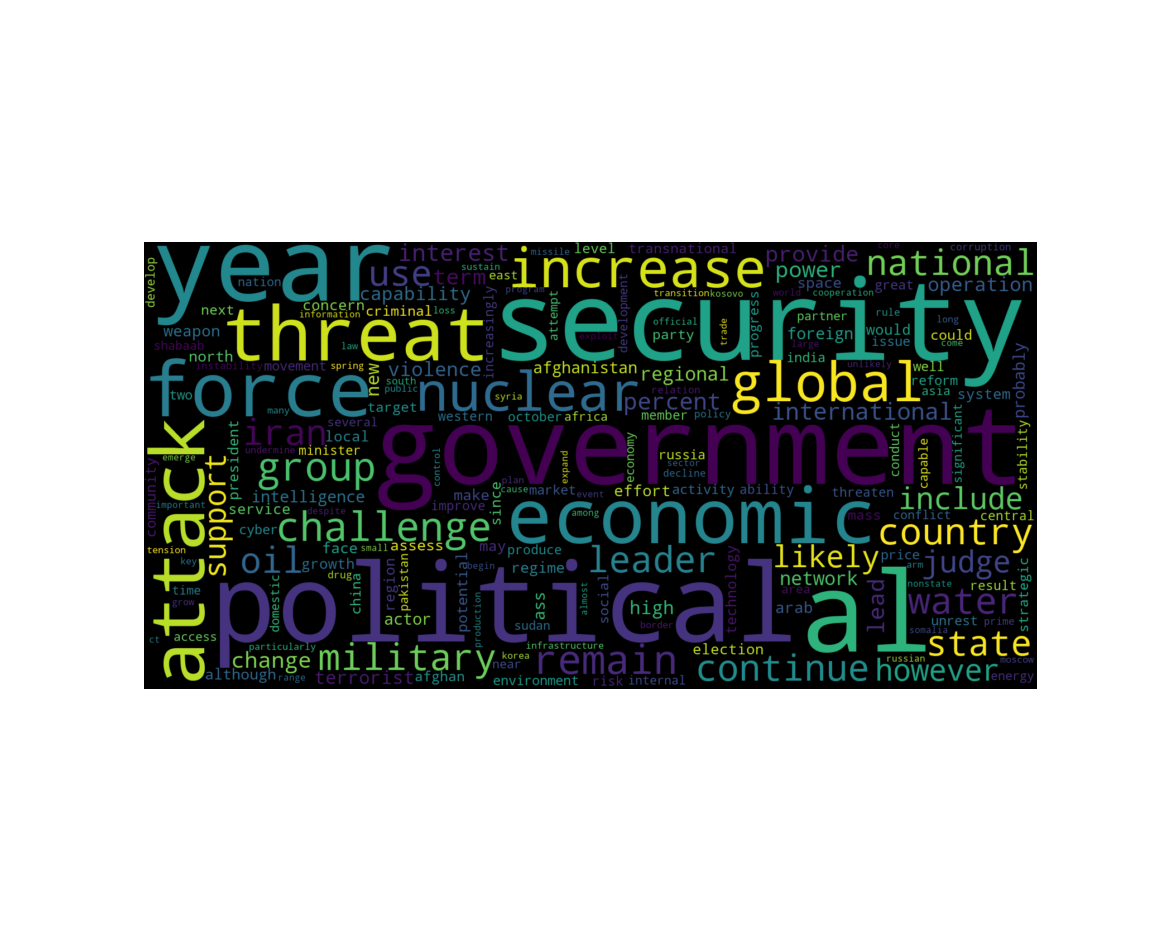 year
interest
missile
level
transnational
core
corruption
develop
nation
use
term
sustain
east
increase
provide
power
national
capability
program
space
great
operation
next
concern
information
criminal
loss
increasingly
attempt
development
transition
kosovo
world
cooperation
weapon
threat
security
official
party
trade
progress
partner
rule
long
shabaab
law
foreign
would
issue
could
come
north
large
exploit
india
instability
movement
spring
new
violence
afghanistan
regional
global
unlikely
well
reform
asia
system
probably
force
two
south
public
target
nuclear
syria
relation
percent
many
western
october
africa
member
policy
international
significant
attack
emerge
community
president
iran
several
local
undermine
minister
government
economy
russia
sector
decline
conduct
capable
stability
group
control
expand
support
intelligence
make
plan
cause
market
event
effort
activity
ability
threaten
include
important
service
despite
improve
since
economic
among
mass
conflict
central
cyber
challenge
country
tension
face
small
assess
may
produce
leader
likely
price
arm
judge
key
oil
growth
drug
begin
regime
network
result
strategic
time
grow
domestic
china
region
pakistan
potential
production
ass
almost
social
high
technology
area
arab
al
lead
nonstate
water
political
actor
sudan
border
unrest
prime
somalia
ct
access
particularly
infrastructure
election
state
change
military
korea
near
remain
continue
russian
however
moscow
although
range
terrorist
afghan
environment
risk
internal
energy